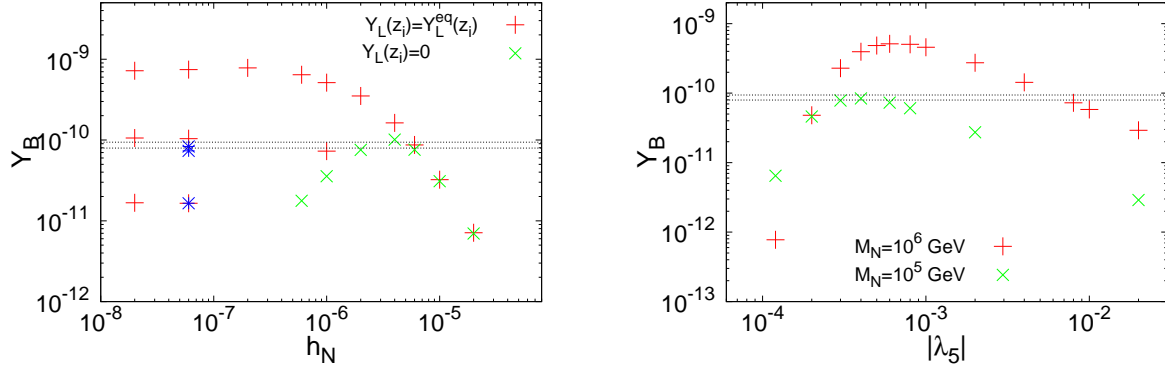 Y_L(z_i)=Y_L^{eq}(z_i)
Y_L(z_i)=0
10^{-9}
10^{-10}
10^{-11}
10^{-12}
Y_B
10^{-8}
10^{-7}
10^{-6}
10^{-5}
h_N
10^{-9}
10^{-10}
10^{-11}
10^{-12}
10^{-13}
Y_B
M_N=10^6 GeV
M_N=10^5 GeV
10^{-4}
10^{-3}
10^{-2}
|λ_5|